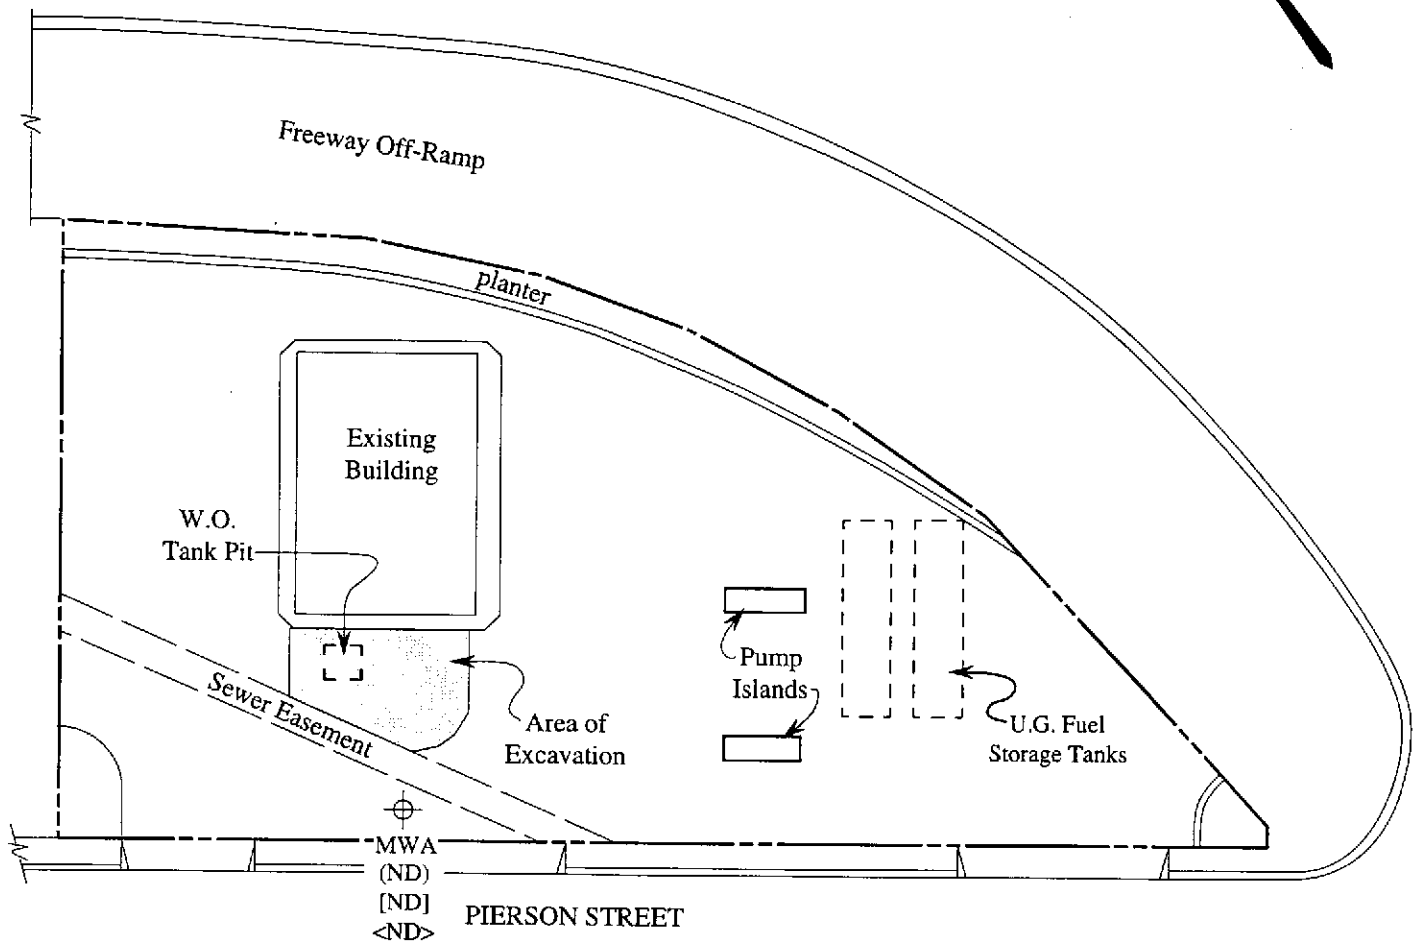 Freeway Off-Ramp
planter
Existing
Building
W.O.
Tank Pit
Sewer Easement
Area of
Excavation
Pump
Islands
U.G. Fuel
Storage Tanks
MWA
(ND)
[ND]
<ND>
PIERSON STREET